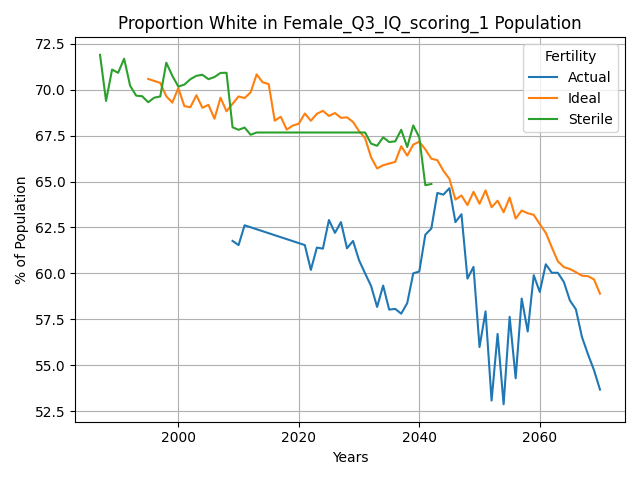 Proportion White in Female_Q3_IQ_scoring_1 Population
72.5
70.0
67.5
65.0
62.5
60.0
57.5
55.0
52.5
% of Population
Fertility
Actual
Ideal
Sterile
2000
2020
2040
2060
Years